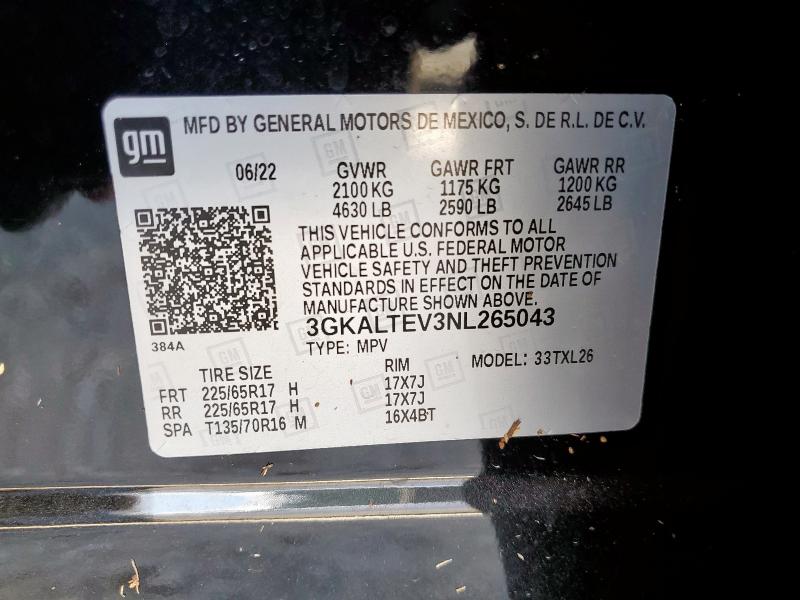 gm MFD BY GENERAL MOTORS DE MEXICO, S. DE R.L. DE C.V.
06/22 GVWR GAWR FRT GAWR RR
2100 KG 1175 KG 1200 KG
4630 LB 2590 LB 2645 LB
THIS VEHICLE CONFORMS TO ALL
APPLICABLE U.S. FEDERAL MOTOR
VEHICLE SAFETY AND THEFT PREVENTION
STANDARDS IN EFFECT ON THE DATE OF
MANUFACTURE SHOWN ABOVE.
3GKALTEV3NL265043
384A
TYPE: MPV MODEL: 33TXL26
TIRE SIZE RIM
FRT 225/65R17 H 17X7J
RR 225/65R17 H 17X7J
SPA T135/70R16 M 16X4BT